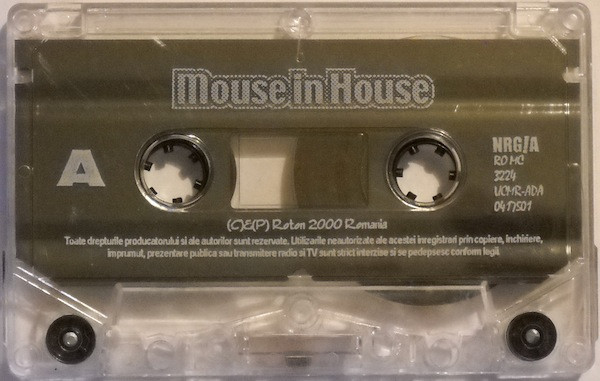 Mouse in House
A
NRG!A
RO MC
3224
UCMR-ADA
04T/S01
(C)&(P) Roton 2000 Romania
Toate drepturile producatorului si ale autorilor sunt rezervate. Utilizarile neautorizate ale acestei inregistrari prin copiere, inchiriere,
imprumut, prezentare publica sau transmitere radio si TV sunt strict interzise si se pedepsesc conform legii.